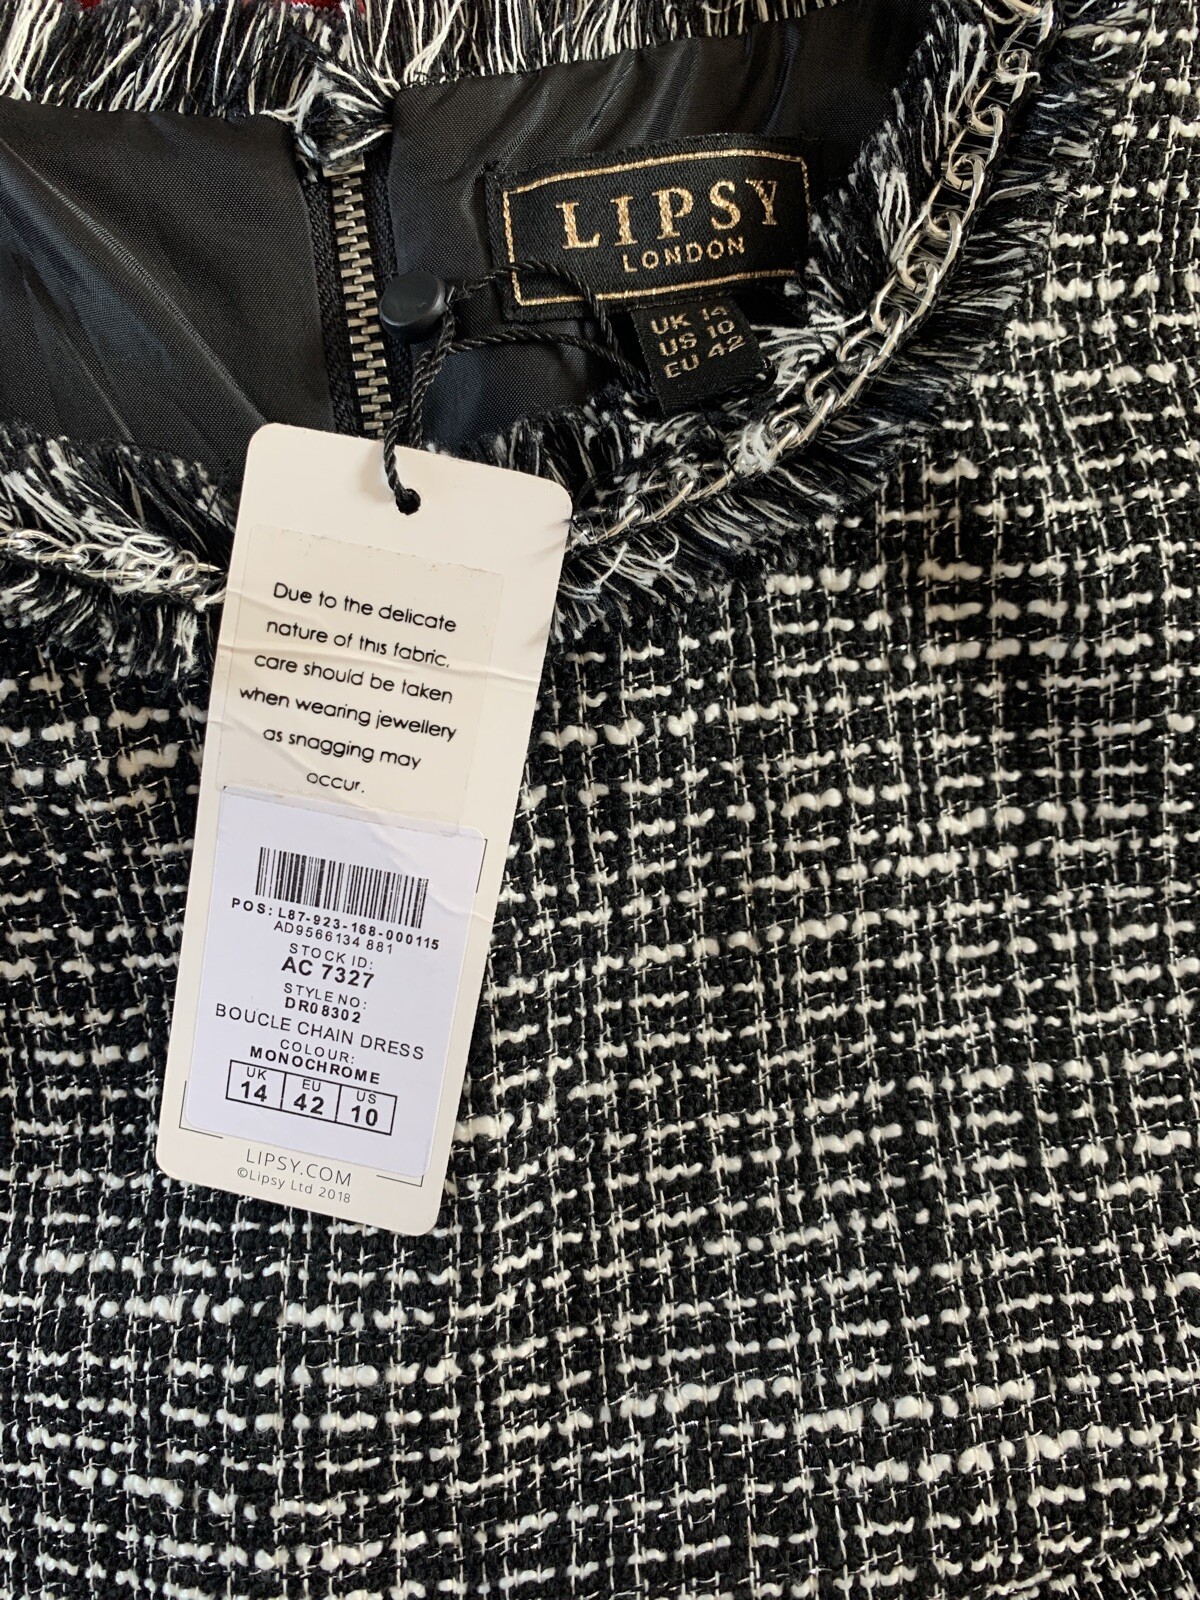 LIPSY
LONDON
UK 14
US 10
EU 42
Due to the delicate
nature of this fabric,
care should be taken
when wearing jewellery
as snagging may
occur.
POS: L87-923-168-000115
AD9566134 881
STOCK ID:
AC 7327
STYLE NO:
DR08302
BOUCLE CHAIN DRESS
COLOUR:
MONOCHROME
UK EU US
14 42 10
LIPSY.COM
©Lipsy Ltd 2018